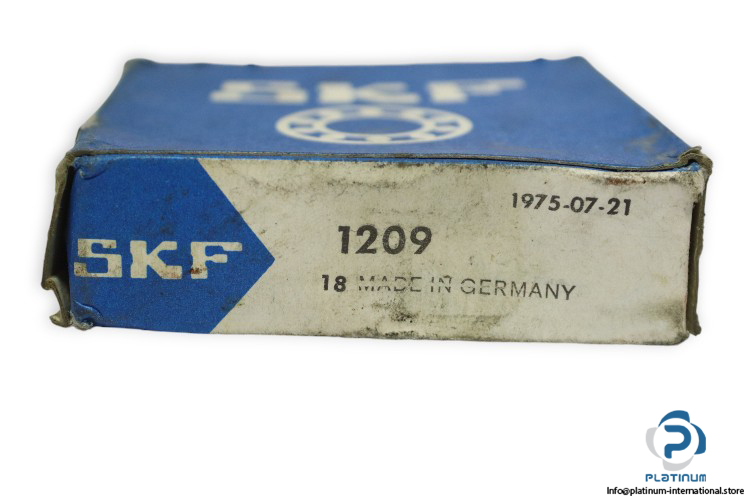 SKF
1975-07-21
1209
SKF
18 MADE IN GERMANY
PLATINUM
Info@platinum-international.store